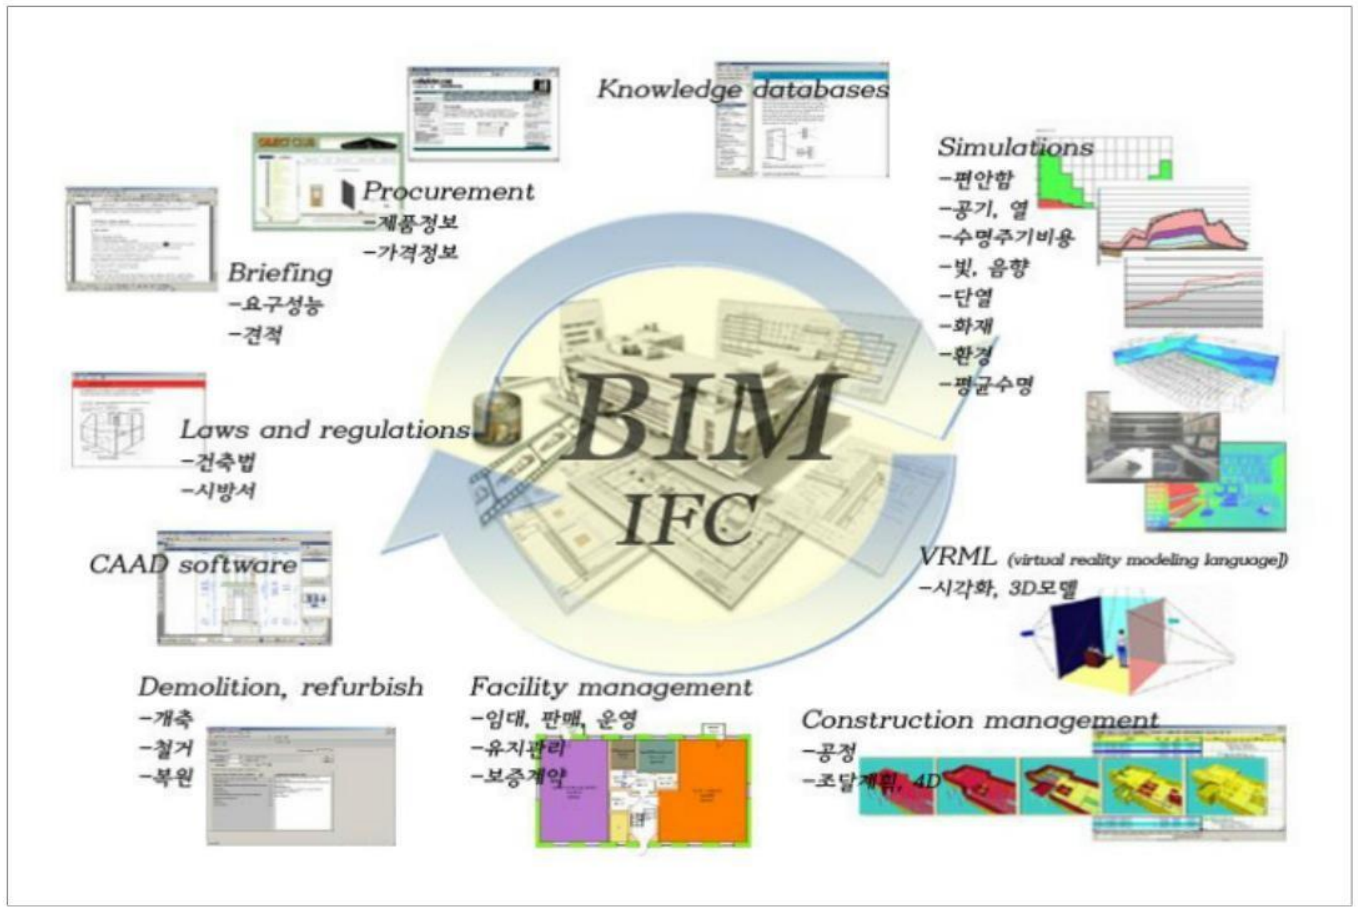 Knowledge databases
Procurement
-제품정보
-가격정보
Simulations
-편안함
-공기, 열
-수명주기비용
-빛, 음향
-단열
-화재
-환경
-평균수명
Briefing
-요구성능
-견적
BIM
IFC
Laws and regulations
-건축법
-시방서
CAAD software
VRML (virtual reality modeling language])
-시각화, 3D모델
Demolition, refurbish
-개축
-철거
-복원
Facility management
-임대, 판매, 운영
-유지관리
-보증계약
Construction management
-공정
-조달계획, 4D